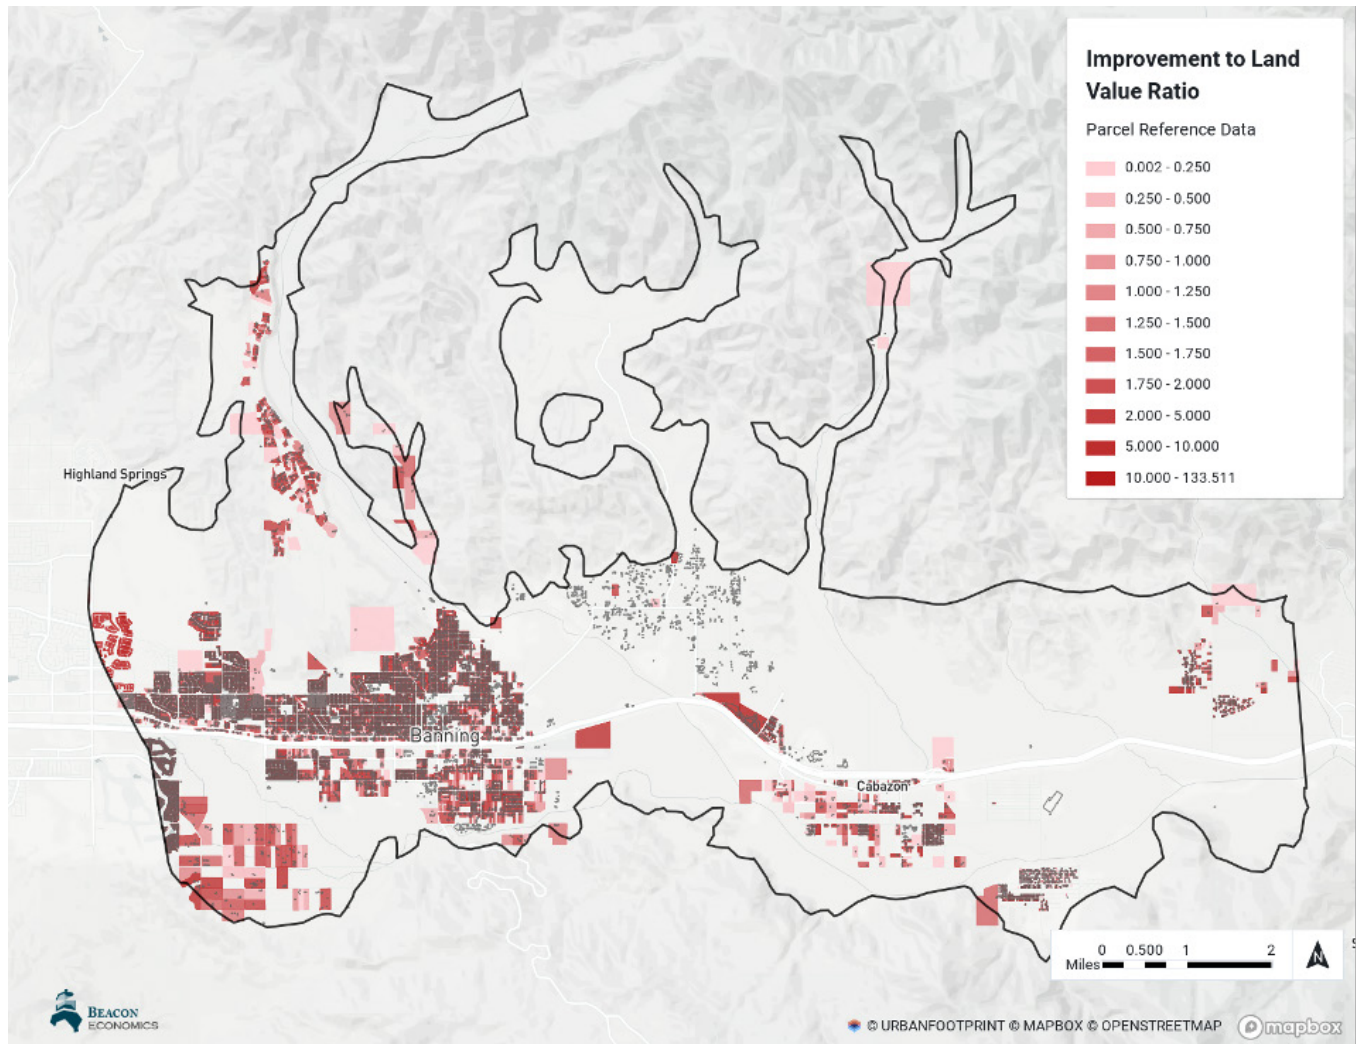 Improvement to Land
Value Ratio
Parcel Reference Data
0.002 - 0.250
0.250 - 0.500
0.500 - 0.750
0.750 - 1.000
1.000 - 1.250
1.250 - 1.500
1.500 - 1.750
1.750 - 2.000
2.000 - 5.000
5.000 - 10.000
10.000 - 133.511
Highland Springs
Banning
Cabazon
0 0.500 1 2
Miles
N
BEACON
ECONOMICS
© URBANFOOTPRINT © MAPBOX © OPENSTREETMAP
mapbox